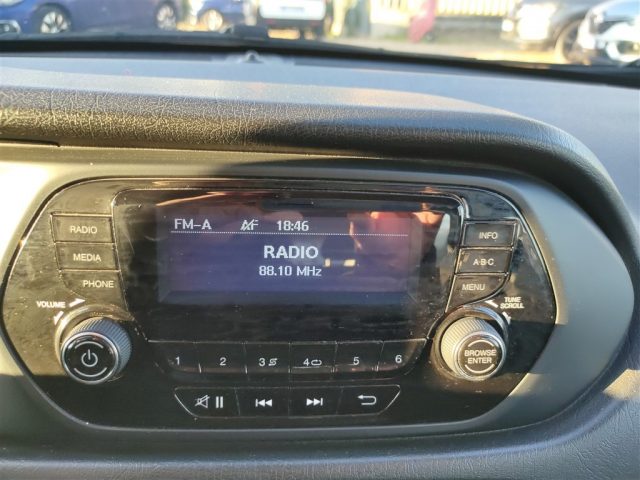 FM-A AF 18:46
RADIO
88.10 MHz
RADIO
MEDIA
PHONE
VOLUME
INFO
A-B-C
MENU
TUNE
SCROLL
BROWSE
ENTER
1 2 3 4 5 6